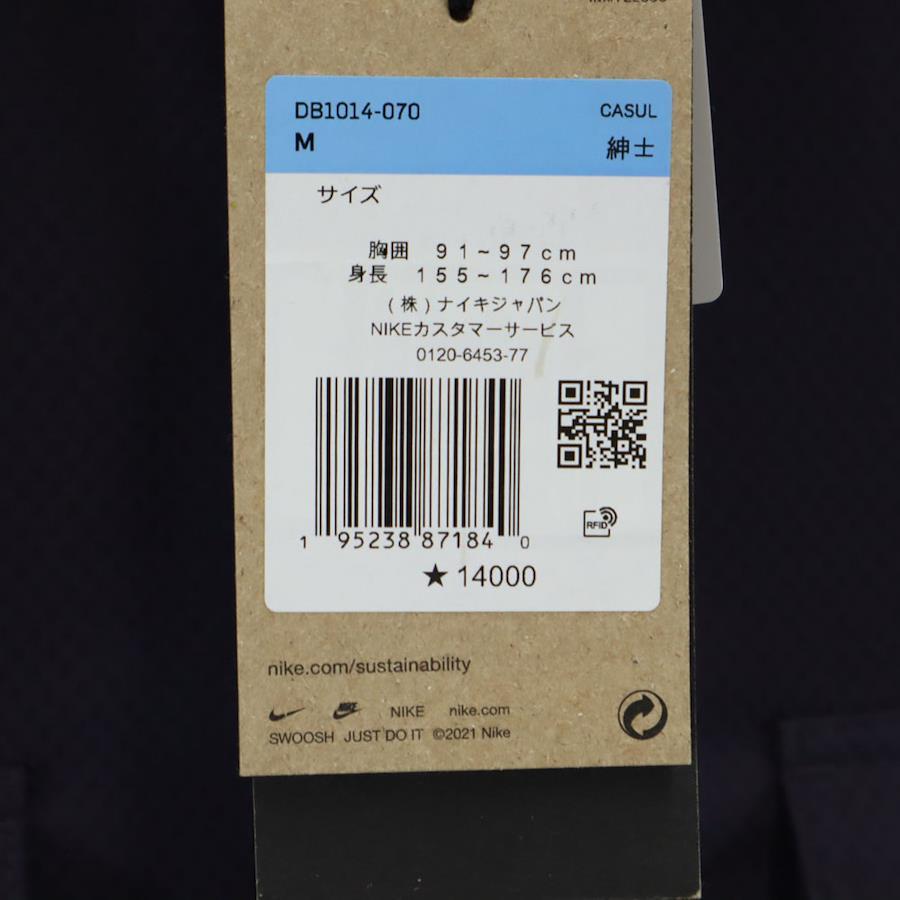 DB1014-070 CASUL
M 紳士
サイズ
胸囲 91~97cm
身長 155~176cm
(株)ナイキジャパン
NIKEカスタマーサービス
0120-6453-77
RFID
1 95238 87184 0
★ 14000
nike.com/sustainability
NIKE NIKE nike.com
SWOOSH JUST DO IT ©2021 Nike